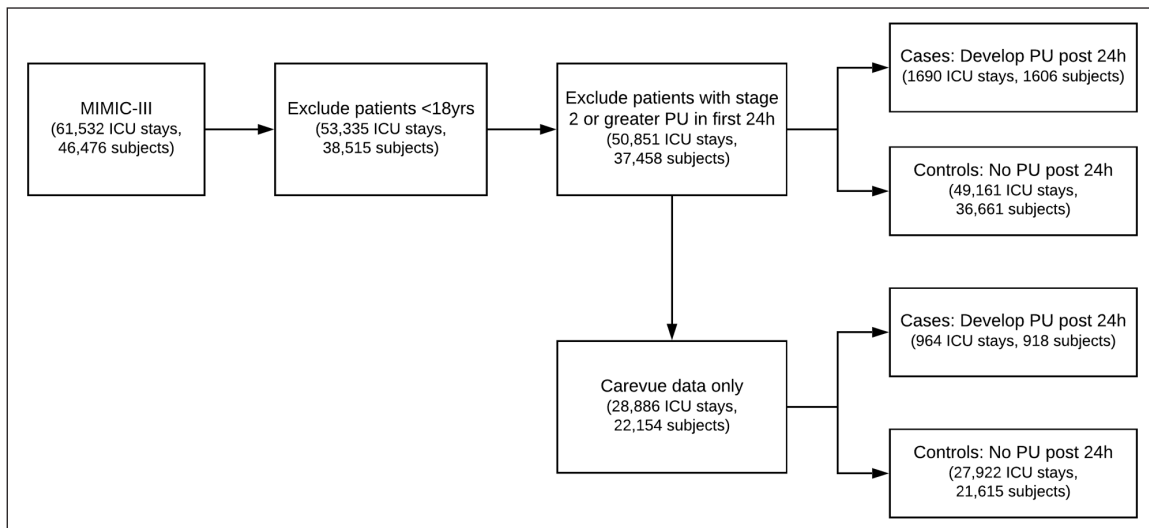 MIMIC-III
(61,532 ICU stays,
46,476 subjects)
Exclude patients <18yrs
(53,335 ICU stays,
38,515 subjects)
Exclude patients with stage
2 or greater PU in first 24h
(50,851 ICU stays,
37,458 subjects)
Cases: Develop PU post 24h
(1690 ICU stays, 1606 subjects)
Controls: No PU post 24h
(49,161 ICU stays,
36,661 subjects)
Carevue data only
(28,886 ICU stays,
22,154 subjects)
Cases: Develop PU post 24h
(964 ICU stays, 918 subjects)
Controls: No PU post 24h
(27,922 ICU stays,
21,615 subjects)